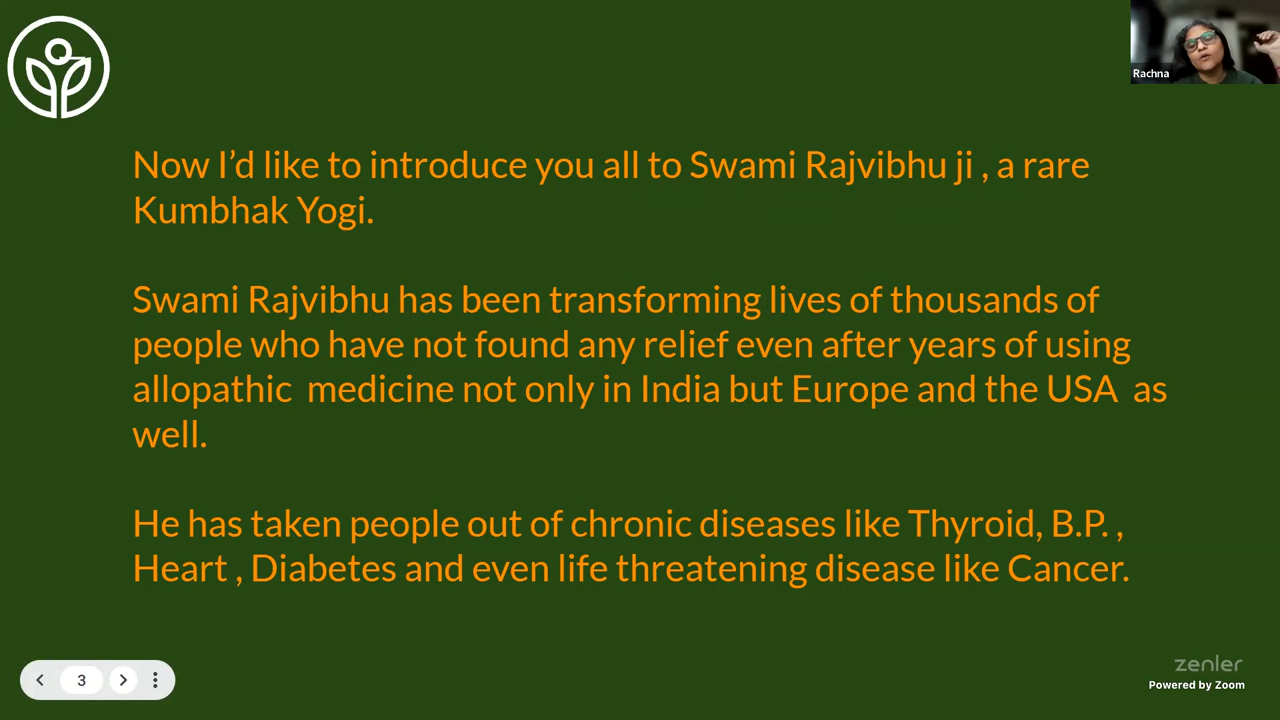 Rachna
Now I’d like to introduce you all to Swami Rajvibhu ji , a rare
Kumbhak Yogi.
Swami Rajvibhu has been transforming lives of thousands of
people who have not found any relief even after years of using
allopathic  medicine not only in India but Europe and the USA  as
well.
He has taken people out of chronic diseases like Thyroid, B.P. ,
Heart , Diabetes and even life threatening disease like Cancer.
3
zenler
Powered by Zoom